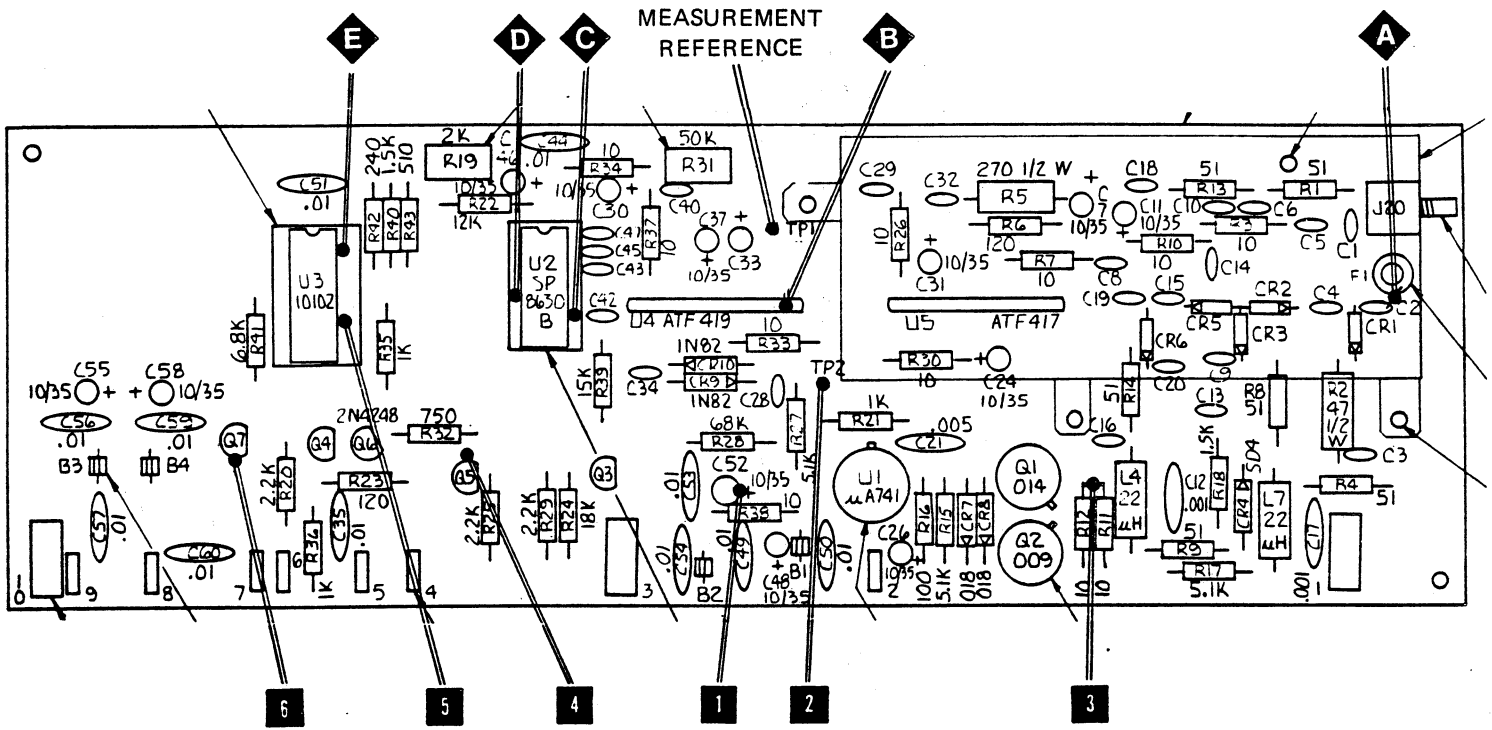 MEASUREMENT
REFERENCE
E
D
C
B
A
2K
R19
C
46
.01
C44
10
R34
50K
R31
C29
C32
270 1/2 W
R5
+
C
7
C18
51
R13
51
R1
240
1.5K
510
C51
.01
R42
R40
R43
10/35
+
R22
12K
10/35
+
C30
R37
10
C40
C37
+
10/35
C33
+
TP1
10
R26
R6
120
10/35
C11
10/35
C10
C6
R3
10
C5
C1
J20
F1
U3
10102
U2
SP
8630
B
C47
C45
C43
C42
+
10/35
C31
R7
10
R10
10
C8
C14
C19
C15
CR2
CR5
CR3
C4
C2
CR1
6.8K
R41
R35
1K
U4 ATF 419
10
R33
U5
ATF417
CR6
1N82
CR10
CR9
1N82
15K
R39
C34
C28
TP2
R30
10
+
C24
10/35
51
R14
C20
C9
C13
R8
51
R2
47
1/2
W
C55
10/35
+
C56
.01
C58
+
10/35
C59
.01
B3
B4
Q7
Q4
2N4248
Q6
750
R32
68K
R28
R27
5.1K
1K
R21
.005
C21
C16
C3
2.2K
R20
R23
120
Q5
2.2K
R25
2.2K
R29
R24
18K
Q3
.01
C53
C52
10/35
+
10
R38
U1
µA741
Q1
014
Q2
009
L4
22
µH
C12
.001
1.5K
R18
SD4
CR4
L7
22
µH
R4
51
C57
.01
C60
.01
R36
1K
C35
.01
.01
C54
B2
.01
C49
C48
+
10/35
B1
C50
.01
C26
10/35
+
R16
R15
CR7
CR8
100
5.1K
.018
.018
R12
R11
10
10
51
R9
R17
5.1K
C17
.001
10
9
8
7
6
5
4
3
2
1
6
5
4
1
2
3